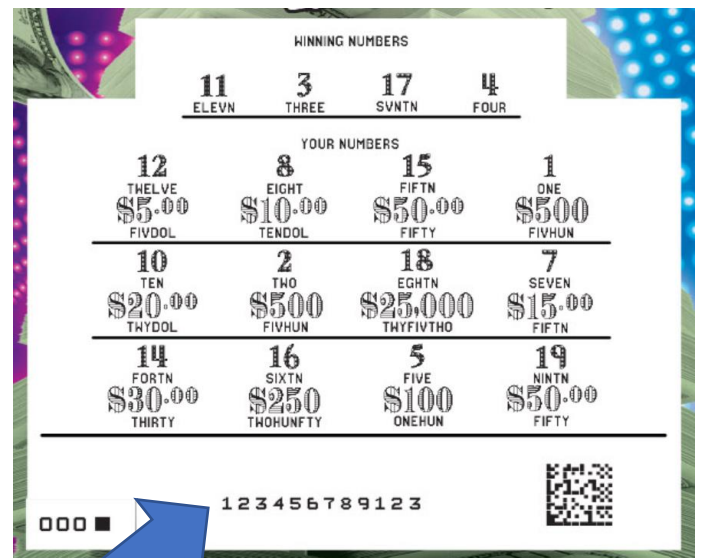 WINNING NUMBERS
11 3 17 4
ELEVN THREE SVNTN FOUR
YOUR NUMBERS
12 8 15 1
TWELVE EIGHT FIFTN ONE
$5.00 $10.00 $50.00 $500
FIVDOL TENDOL FIFTY FIVHUN
10 2 18 7
TEN TWO EGHTN SEVEN
$20.00 $500 $25,000 $15.00
TWYDOL FIVHUN TWYFIVTHO FIFTN
14 16 5 19
FORTN SIXTN FIVE NINTN
$30.00 $250 $100 $50.00
THIRTY TWOHUNFTY ONEHUN FIFTY
123456789123
000